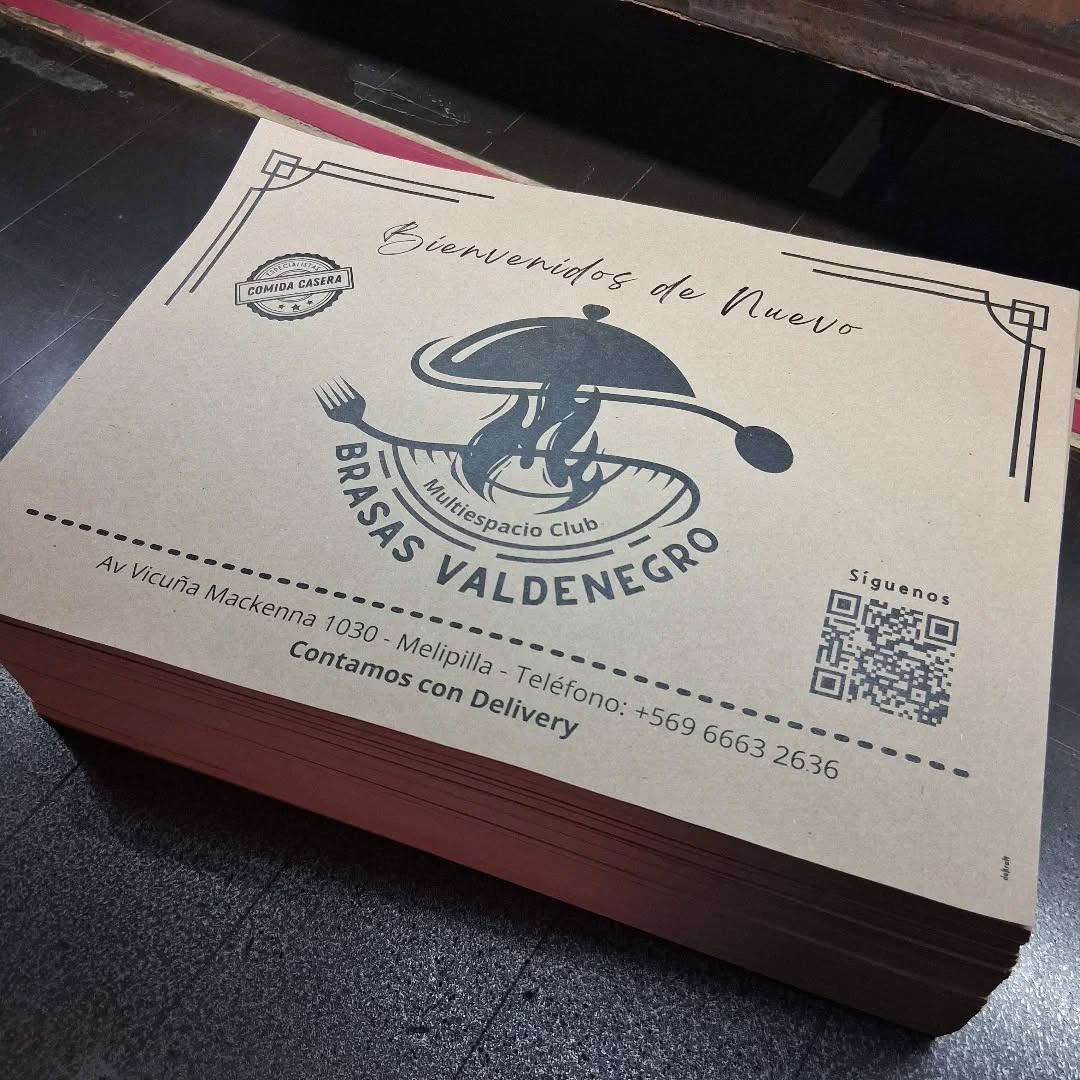 Bienvenidos de Nuevo
ESPECIALISTAS
COMIDA CASERA
Multiespacio Club
BRASAS VALDENEGRO
Síguenos
Av Vicuña Mackenna 1030 - Melipilla - Teléfono: +569 6663 2636
Contamos con Delivery
dekraft